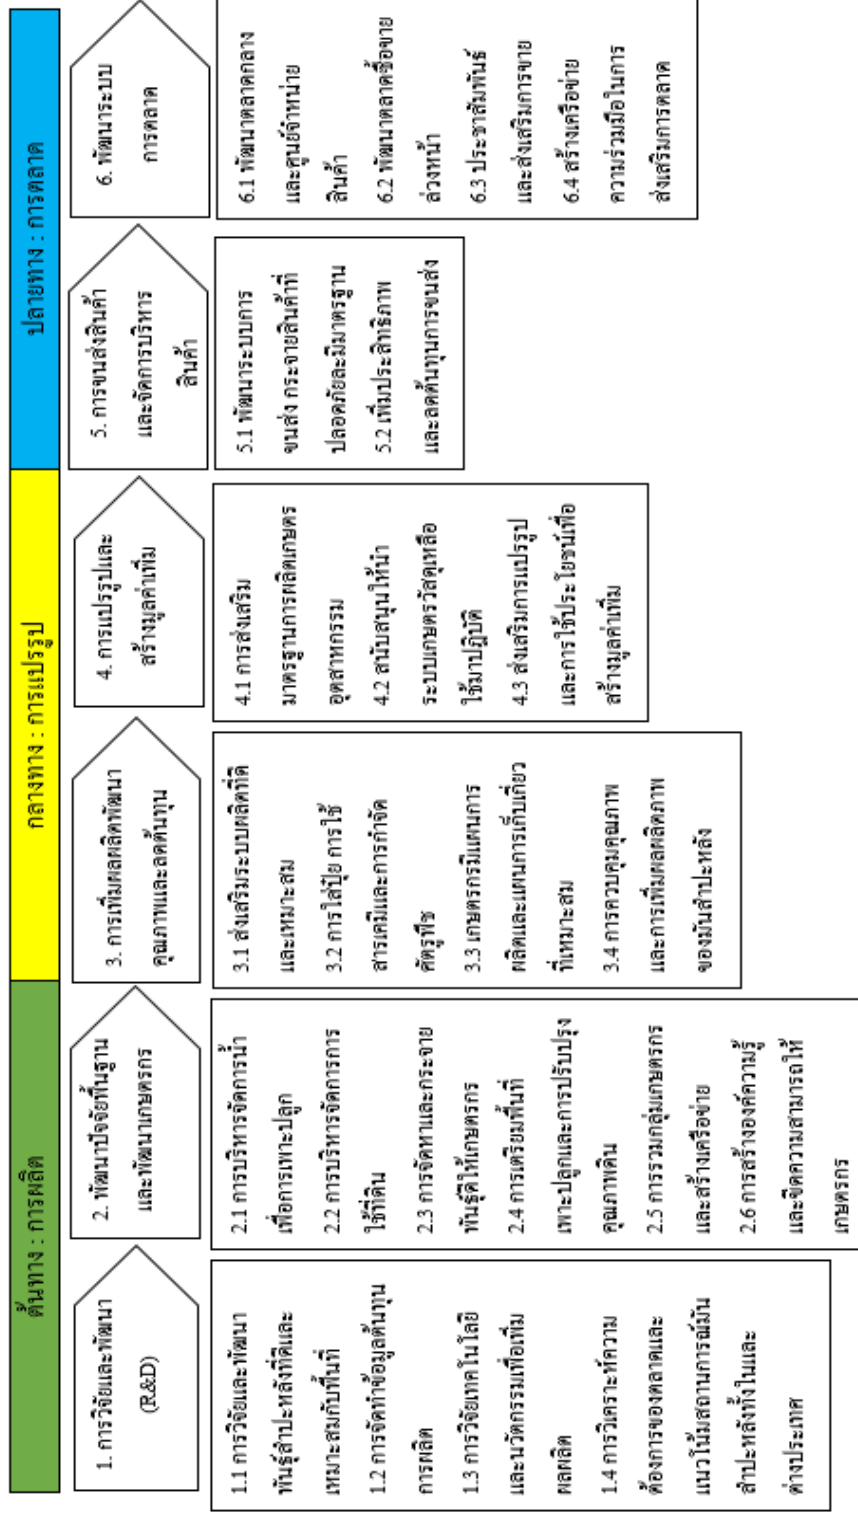 ต้นทาง : การผลิต
กลางทาง : การแปรรูป
ปลายทาง : การตลาด
1. การวิจัยและพัฒนา
(R&D)
2. พัฒนาปัจจัยพื้นฐาน
และพัฒนาเกษตรกร
3. การเพิ่มผลผลิตพัฒนา
คุณภาพและลดต้นทุน
4. การแปรรูปและ
สร้างมูลค่าเพิ่ม
5. การขนส่งสินค้า
และจัดการบริหาร
สินค้า
6. พัฒนาระบบ
การตลาด
1.1 การวิจัยและพัฒนา
พันธุ์สำปะหลังที่ดีและ
เหมาะสมกับพื้นที่
1.2 การจัดทำข้อมูลต้นทุน
การผลิต
1.3 การวิจัยเทคโนโลยี
และนวัตกรรมเพื่อเพิ่ม
ผลผลิต
1.4 การวิเคราะห์ความ
ต้องการของตลาดและ
แนวโน้มสถานการณ์มัน
สำปะหลังทั้งในและ
ต่างประเทศ
2.1 การบริหารจัดการน้ำ
เพื่อการเพาะปลูก
2.2 การบริหารจัดการการ
ใช้ที่ดิน
2.3 การจัดหาและกระจาย
พันธุ์ดีให้เกษตรกร
2.4 การเตรียมพื้นที่
เพาะปลูกและการปรับปรุง
คุณภาพดิน
2.5 การรวมกลุ่มเกษตรกร
และสร้างเครือข่าย
2.6 การสร้างองค์ความรู้
และขีดความสามารถให้
เกษตรกร
3.1 ส่งเสริมระบบผลิตที่ดี
และเหมาะสม
3.2 การใส่ปุ๋ย การใช้
สารเคมีและการกำจัด
ศัตรูพืช
3.3 เกษตรกรมีแผนการ
ผลิตและแผนการเก็บเกี่ยว
ที่เหมาะสม
3.4 การควบคุมคุณภาพ
และการเพิ่มผลผลิตภาพ
ของมันสำปะหลัง
4.1 การส่งเสริม
มาตรฐานการผลิตเกษตร
อุตสาหกรรม
4.2 สนับสนุนให้นำ
ระบบเกษตรวัสดุเหลือ
ใช้มาปฏิบัติ
4.3 ส่งเสริมการแปรรูป
และการใช้ประโยชน์เพื่อ
สร้างมูลค่าเพิ่ม
5.1 พัฒนาระบบการ
ขนส่ง กระจายสินค้าที่
ปลอดภัยและมีมาตรฐาน
5.2 เพิ่มประสิทธิภาพ
และลดต้นทุนการขนส่ง
6.1 พัฒนาตลาดกลาง
และศูนย์จำหน่าย
สินค้า
6.2 พัฒนาตลาดซื้อขาย
ล่วงหน้า
6.3 ประชาสัมพันธ์
และส่งเสริมการขาย
6.4 สร้างเครือข่าย
ความร่วมมือในการ
ส่งเสริมการตลาด